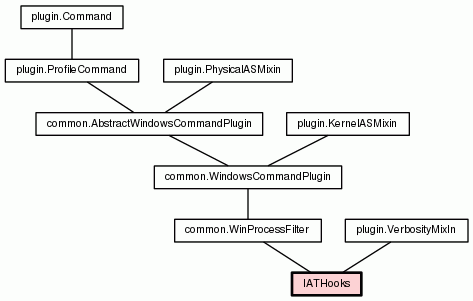 plugin.Command
plugin.ProfileCommand
plugin.PhysicalASMixin
common.AbstractWindowsCommandPlugin
plugin.KernelASMixin
common.WindowsCommandPlugin
common.WinProcessFilter
plugin.VerbosityMixIn
IATHooks